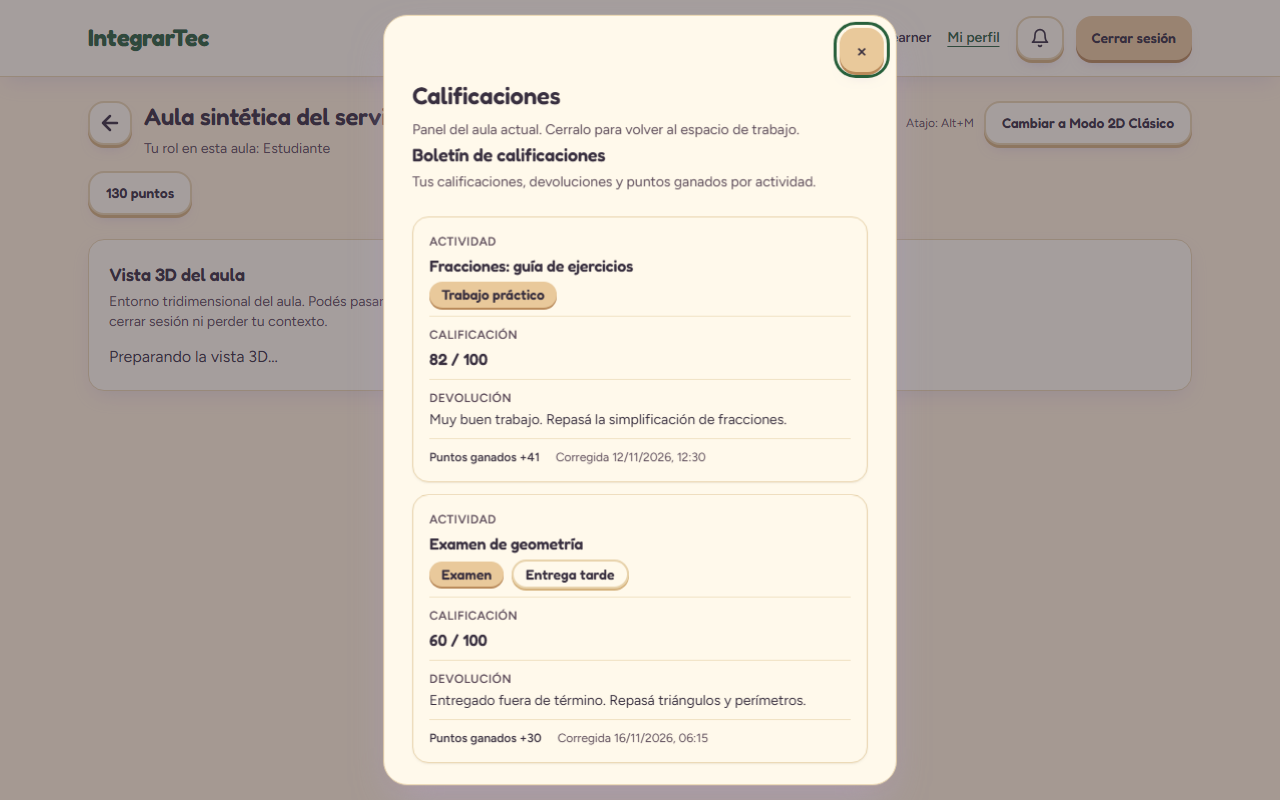 IntegrarTec
Mi perfil
Cerrar sesión
Aula sintética del
Tu rol en esta aula: Estudiante
Atajo: Alt+M
Cambiar a Modo 2D Clásico
130 puntos
Vista 3D del aula
Entorno tridimensional del aula. Podés
cerrar sesión ni perder tu contexto.
Preparando la vista 3D...
×
Calificaciones
Panel del aula actual. Cerralo para volver al espacio de trabajo.
Boletín de calificaciones
Tus calificaciones, devoluciones y puntos ganados por actividad.
ACTIVIDAD
Fracciones: guía de ejercicios
Trabajo práctico
CALIFICACIÓN
82 / 100
DEVOLUCIÓN
Muy buen trabajo. Repasá la simplificación de fracciones.
Puntos ganados +41 Corregida 12/11/2026, 12:30
ACTIVIDAD
Examen de geometría
Examen Entrega tarde
CALIFICACIÓN
60 / 100
DEVOLUCIÓN
Entregado fuera de término. Repasá triángulos y perímetros.
Puntos ganados +30 Corregida 16/11/2026, 06:15